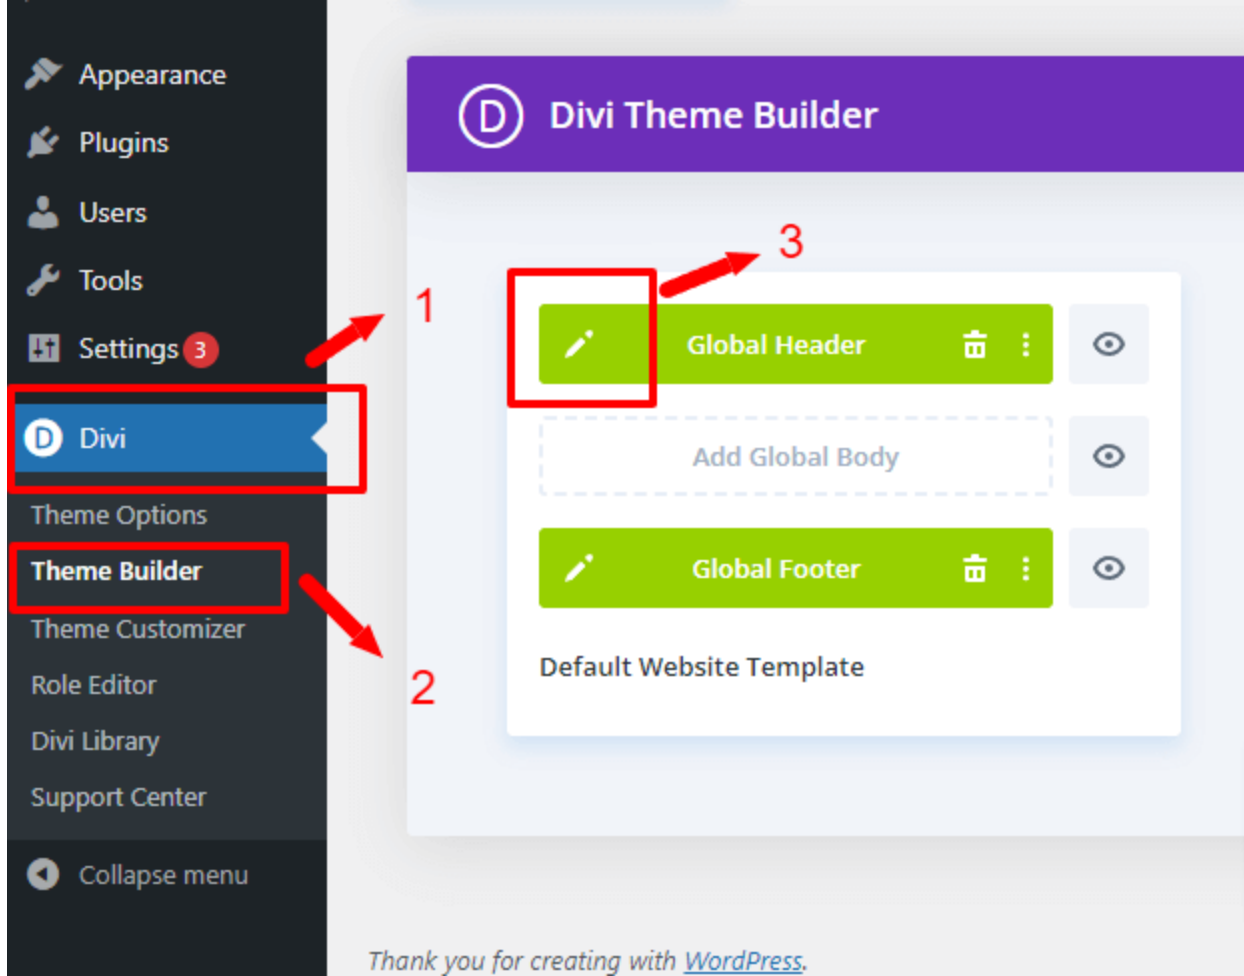 Appearance
Plugins
Users
Tools
Settings 3
D Divi
Theme Options
Theme Builder
Theme Customizer
Role Editor
Divi Library
Support Center
Collapse menu
1
2
D Divi Theme Builder
3
Global Header
Add Global Body
Global Footer
Default Website Template
Thank you for creating with WordPress.